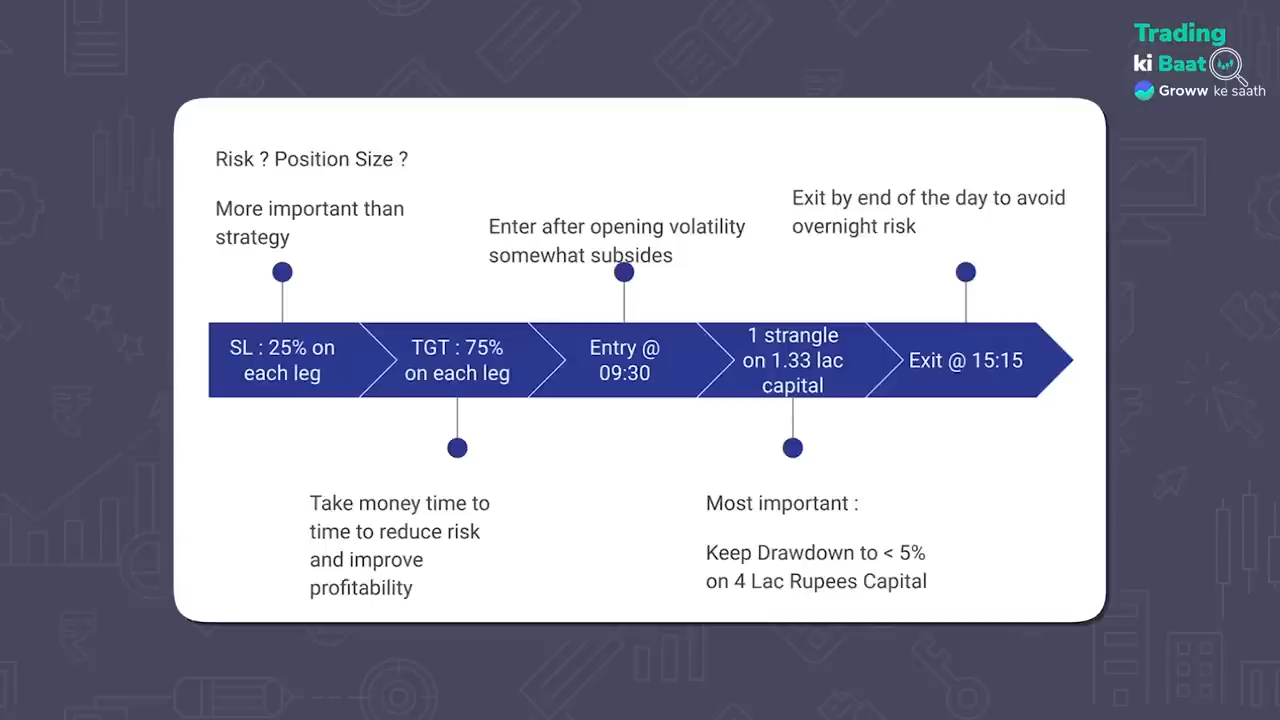 Trading
ki Baat
Groww ke saath
Risk ? Position Size ?
More important than
strategy
Enter after opening volatility
somewhat subsides
Exit by end of the day to avoid
overnight risk
SL : 25% on
each leg
TGT : 75%
on each leg
Entry @
09:30
1 strangle
on 1.33 lac
capital
Exit @ 15:15
Take money time to
time to reduce risk
and improve
profitability
Most important :
Keep Drawdown to < 5%
on 4 Lac Rupees Capital